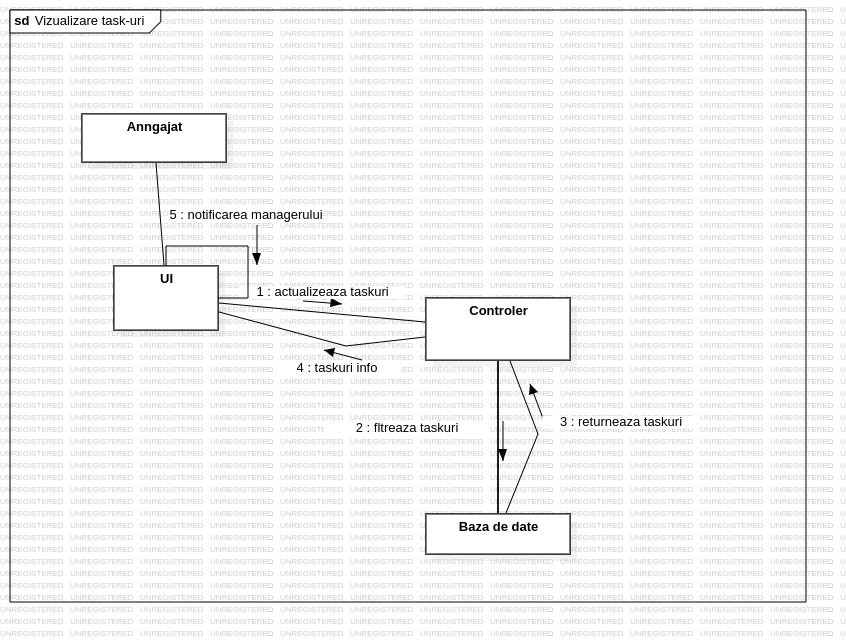 sd Vizualizare task-uri
Anngajat
5 : notificarea managerului
UI
1 : actualizeaza taskuri
Controler
4 : taskuri info
2 : fltreaza taskuri
3 : returneaza taskuri
Baza de date
UNREGISTERED